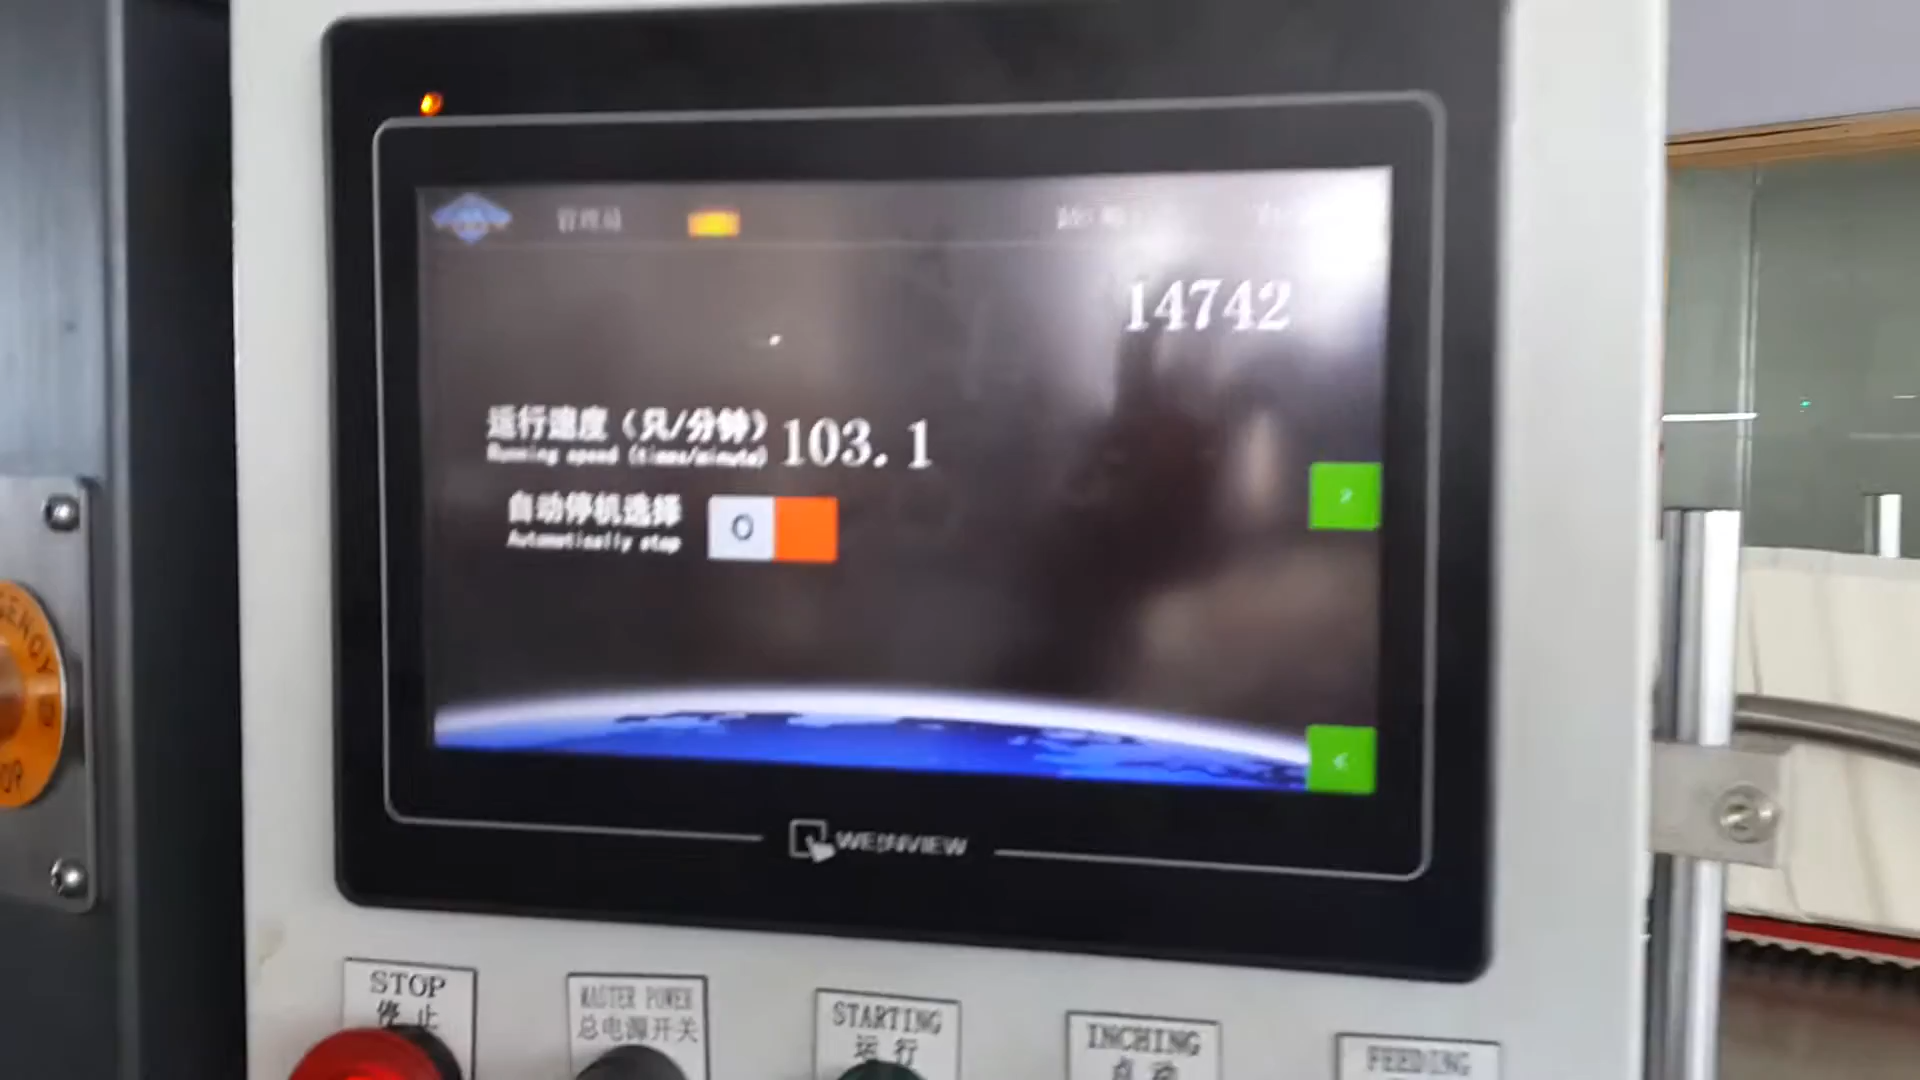 管理员
14742
运行速度（只/分钟） 103.1
Running speed (times/minute)
自动停机选择 O
Automatically stop
WEINVIEW
STOP
停止
MASTER POWER
总电源开关
STARTING
运行
INCHING
点动
FEEDING